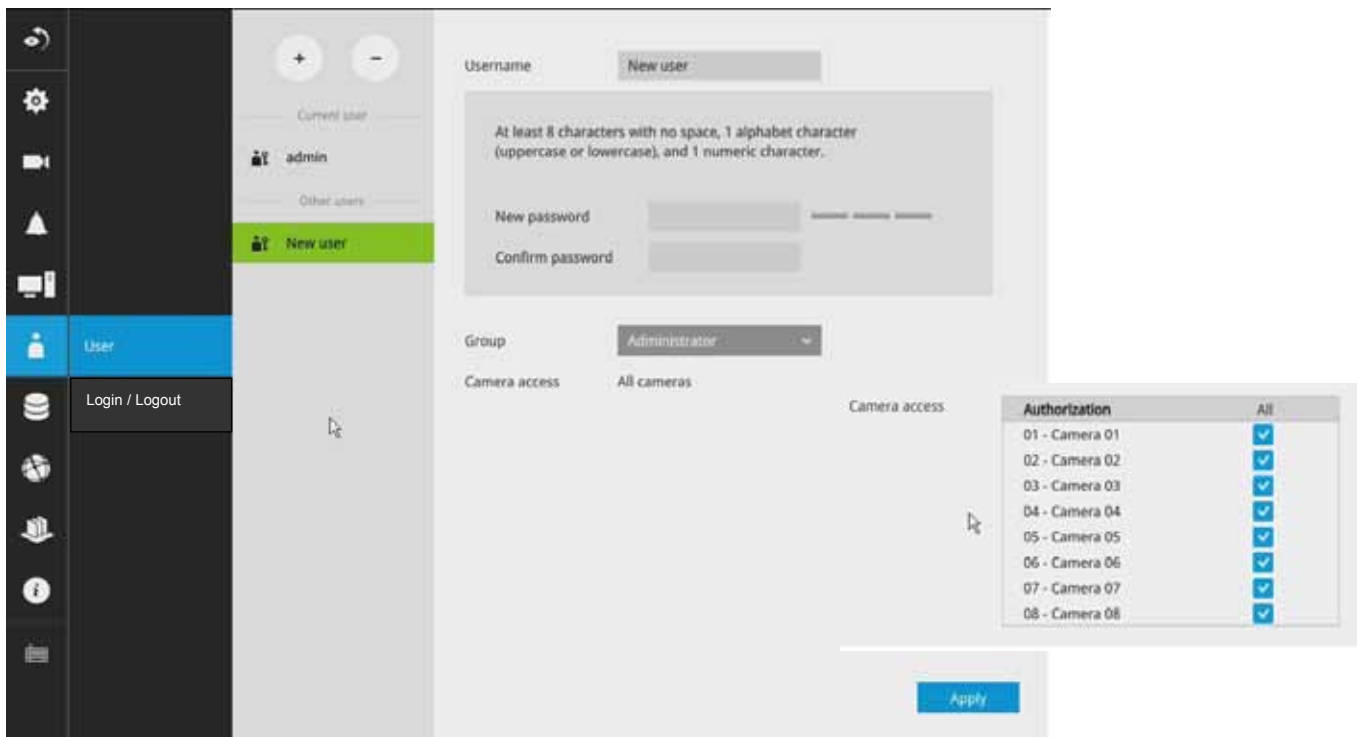 +
-
Username
New user
Current user
At least 8 characters with no space, 1 alphabet character
(uppercase or lowercase), and 1 numeric character.
admin
Other users
New password
New user
Confirm password
User
Group
Administrator
Camera access
All cameras
Login / Logout
Camera access
Authorization
All
01 - Camera 01
02 - Camera 02
03 - Camera 03
04 - Camera 04
05 - Camera 05
06 - Camera 06
07 - Camera 07
08 - Camera 08
Apply